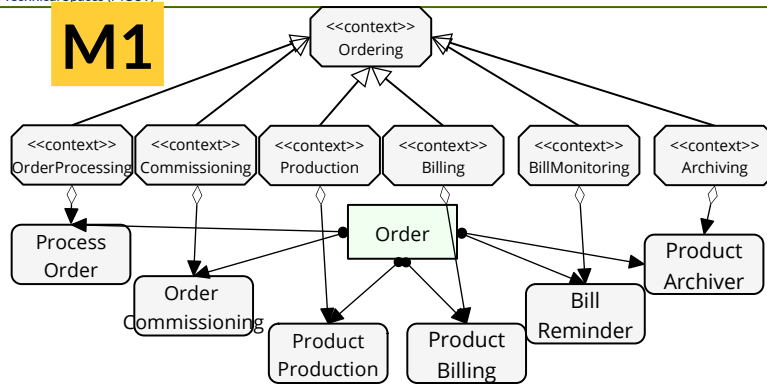 M1
<<context>>
Ordering
<<context>>
OrderProcessing
<<context>>
Commissioning
<<context>>
Production
<<context>>
Billing
<<context>>
BillMonitoring
<<context>>
Archiving
Process
Order
Order
Commissioning
Order
Product
Production
Product
Billing
Bill
Reminder
Product
Archiver